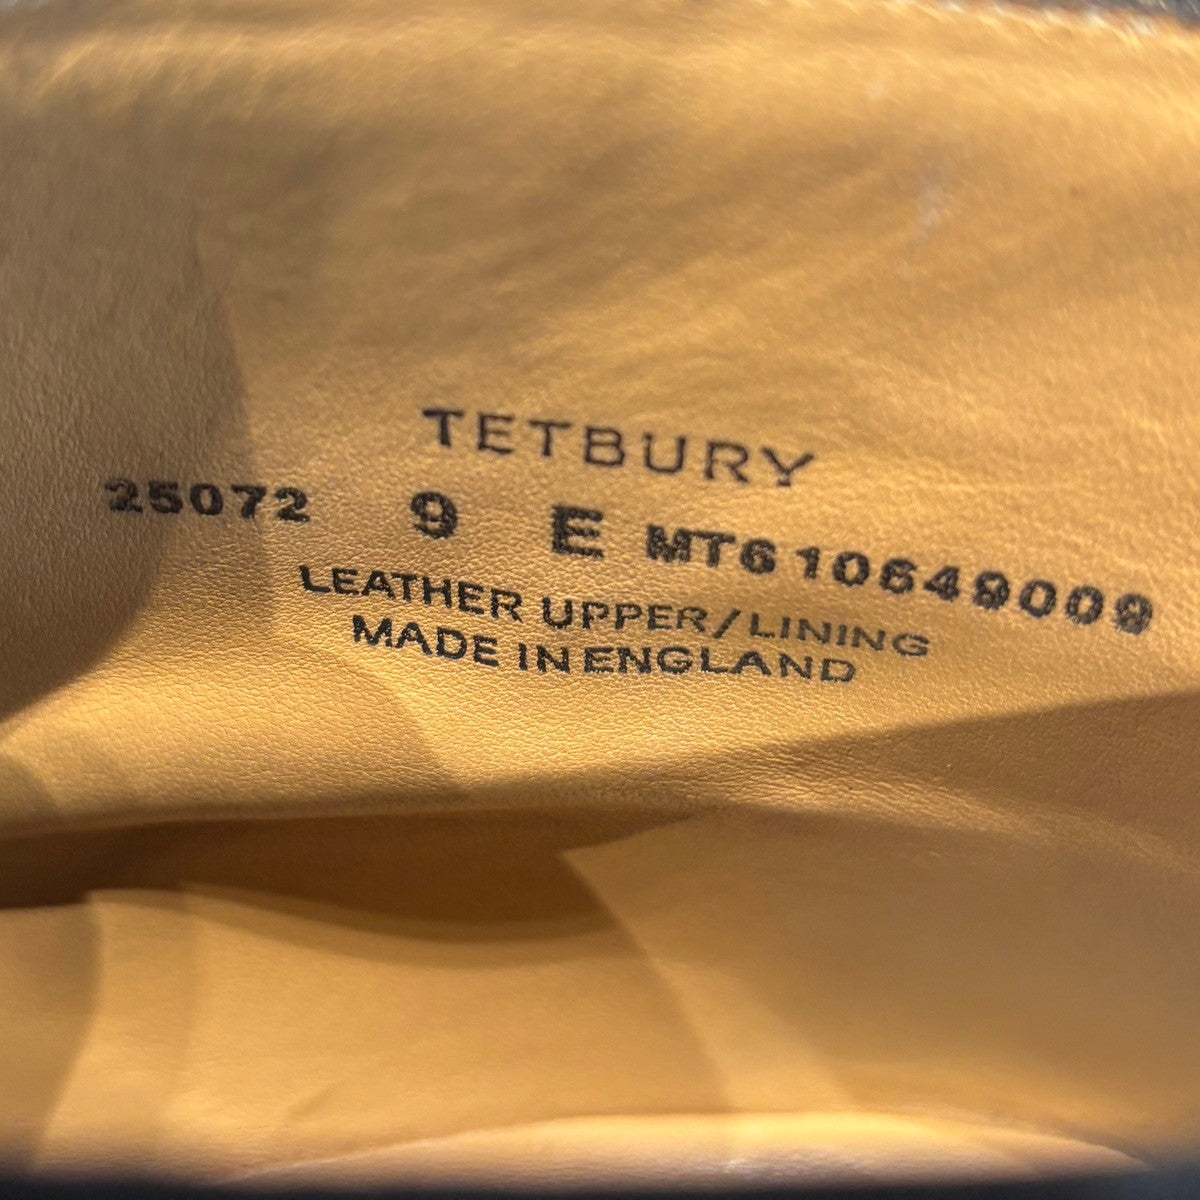 TETBURY
25072 9 E MT610649009
LEATHER UPPER/LINING
MADE IN ENGLAND